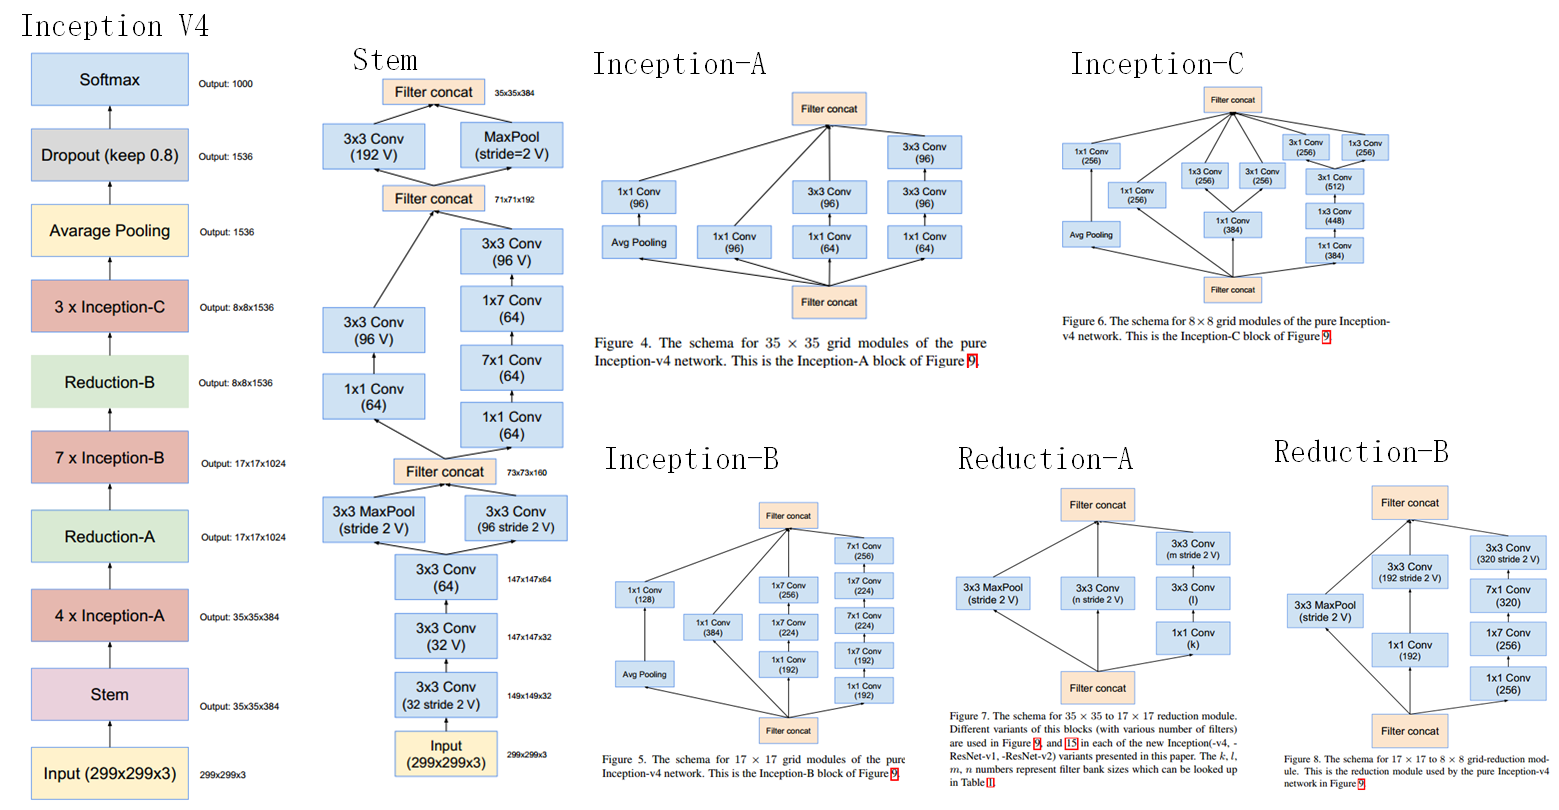 Inception V4
Softmax
Output: 1000
Dropout (keep 0.8)
Output: 1536
Avarage Pooling
Output: 1536
3 x Inception-C
Output: 8x8x1536
Reduction-B
Output: 8x8x1536
7 x Inception-B
Output: 17x17x1024
Reduction-A
Output: 17x17x1024
4 x Inception-A
Output: 35x35x384
Stem
Output: 35x35x384
Input (299x299x3)
299x299x3
Stem
Filter concat
35x35x384
3x3 Conv
(192 V)
MaxPool
(stride=2 V)
Filter concat
71x71x192
3x3 Conv
(96 V)
1x7 Conv
(64)
3x3 Conv
(96 V)
7x1 Conv
(64)
1x1 Conv
(64)
1x1 Conv
(64)
Filter concat
73x73x160
3x3 MaxPool
(stride 2 V)
3x3 Conv
(96 stride 2 V)
3x3 Conv
(64)
147x147x64
3x3 Conv
(32 V)
147x147x32
3x3 Conv
(32 stride 2 V)
149x149x32
Input
(299x299x3)
299x299x3
Inception-A
Filter concat
3x3 Conv
(96)
1x1 Conv
(96)
3x3 Conv
(96)
3x3 Conv
(96)
Avg Pooling
1x1 Conv
(96)
1x1 Conv
(64)
1x1 Conv
(64)
Filter concat
Figure 4. The schema for 35 × 35 grid modules of the pure
Inception-v4 network. This is the Inception-A block of Figure 9.
Inception-C
Filter concat
1x1 Conv
(256)
3x1 Conv
(256)
1x3 Conv
(256)
1x1 Conv
(256)
1x3 Conv
(256)
3x1 Conv
(256)
3x1 Conv
(512)
1x3 Conv
(448)
Avg Pooling
1x1 Conv
(384)
1x1 Conv
(384)
Filter concat
Figure 6. The schema for 8 × 8 grid modules of the pure Inception-
v4 network. This is the Inception-C block of Figure 9.
Inception-B
Filter concat
7x1 Conv
(256)
1x1 Conv
(128)
1x7 Conv
(256)
1x7 Conv
(224)
1x1 Conv
(384)
1x7 Conv
(224)
7x1 Conv
(224)
1x7 Conv
(192)
Avg Pooling
1x1 Conv
(192)
1x1 Conv
(192)
Filter concat
Figure 5. The schema for 17 × 17 grid modules of the pure
Inception-v4 network. This is the Inception-B block of Figure 9.
Reduction-A
Filter concat
3x3 Conv
(m stride 2 V)
3x3 MaxPool
(stride 2 V)
3x3 Conv
(n stride 2 V)
3x3 Conv
(l)
1x1 Conv
(k)
Filter concat
Figure 7. The schema for 35 × 35 to 17 × 17 reduction module.
Different variants of this blocks (with various number of filters)
are used in Figure 9, and 15 in each of the new Inception(-v4, -
ResNet-v1, -ResNet-v2) variants presented in this paper. The k, l,
m, n numbers represent filter bank sizes which can be looked up
in Table 1.
Reduction-B
Filter concat
3x3 Conv
(320 stride 2 V)
3x3 Conv
(192 stride 2 V)
7x1 Conv
(320)
3x3 MaxPool
(stride 2 V)
1x7 Conv
(256)
1x1 Conv
(192)
1x1 Conv
(256)
Filter concat
Figure 8. The schema for 17 × 17 to 8 × 8 grid-reduction mod-
ule. This is the reduction module used by the pure Inception-v4
network in Figure 9.